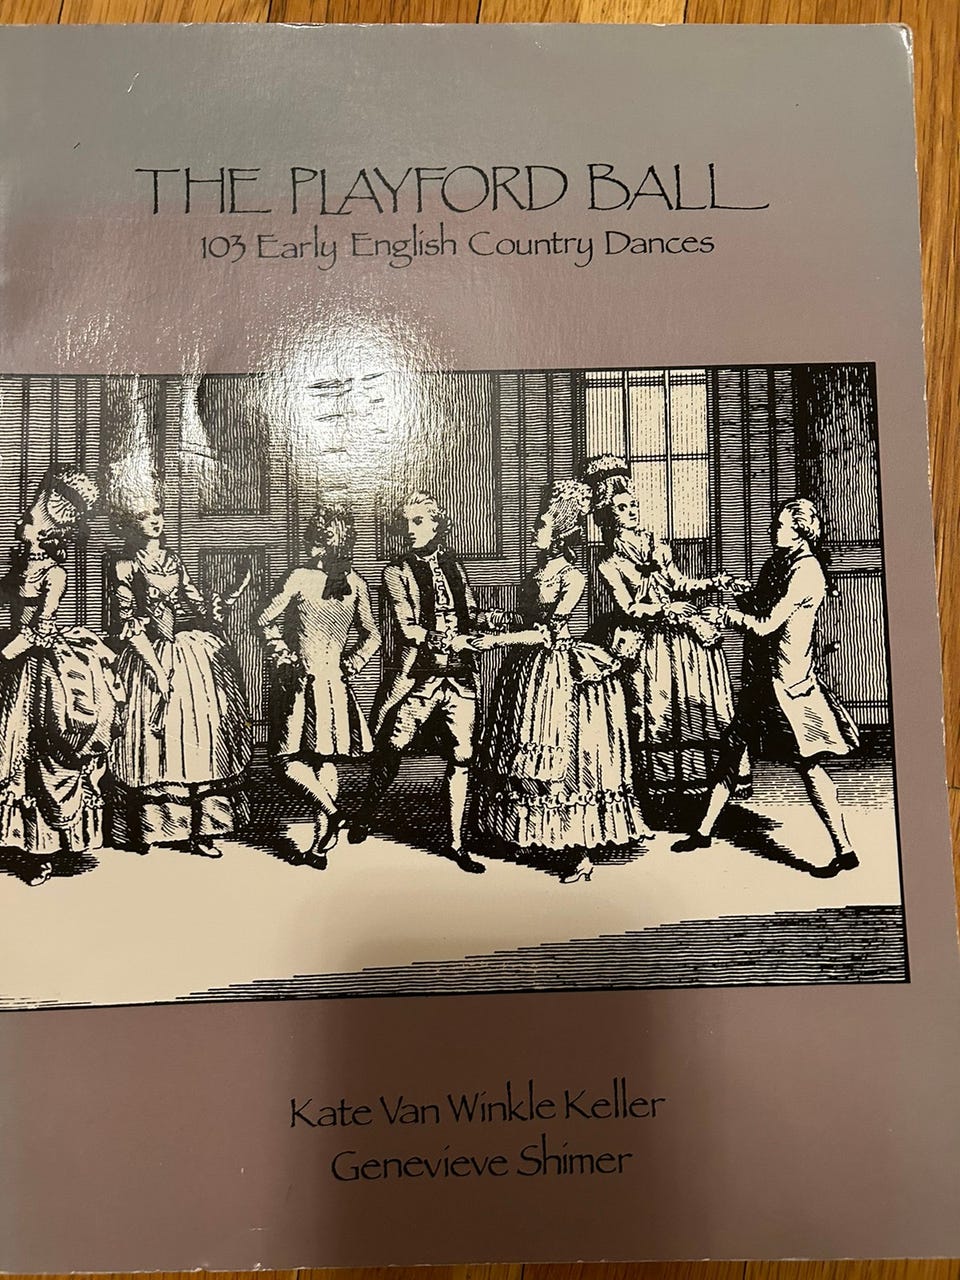 THE PLAYFORD BALL
103 Early English Country Dances
Kate Van Winkle Keller
Genevieve Shimer